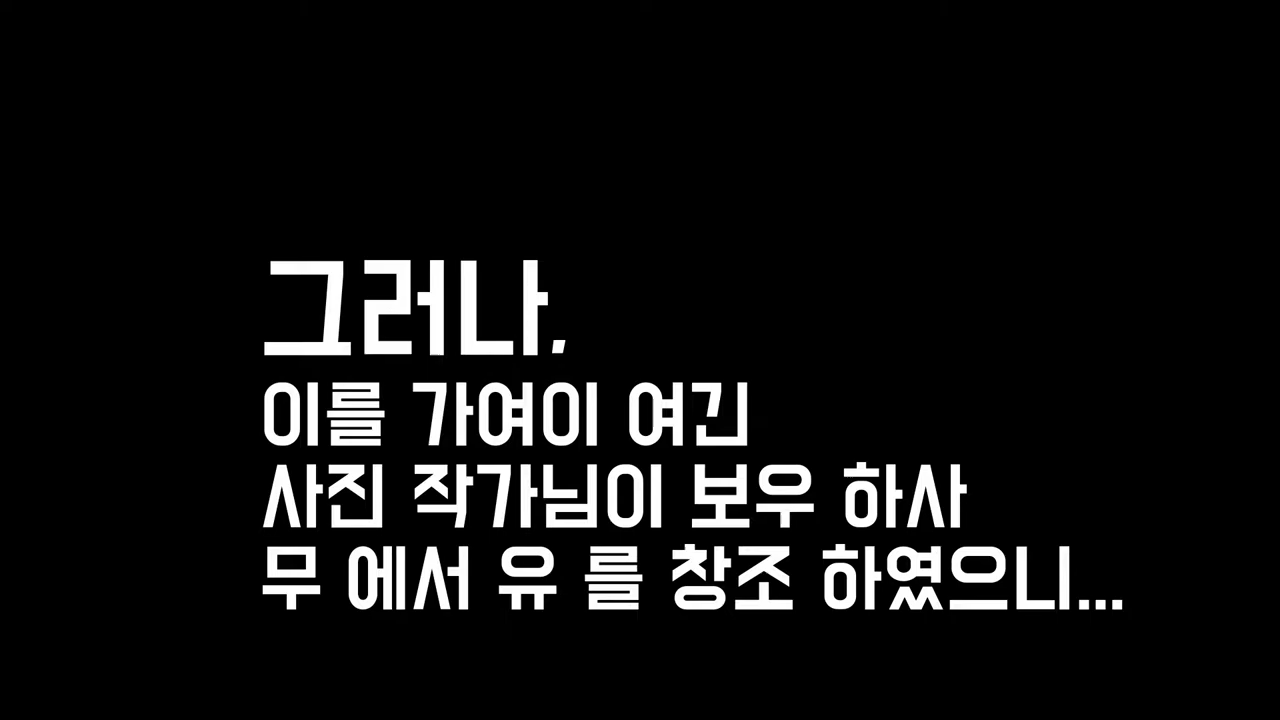 그러나,
이를 가여이 여긴
사진 작가님이 보우 하사
무 에서 유 를 창조 하였으니...